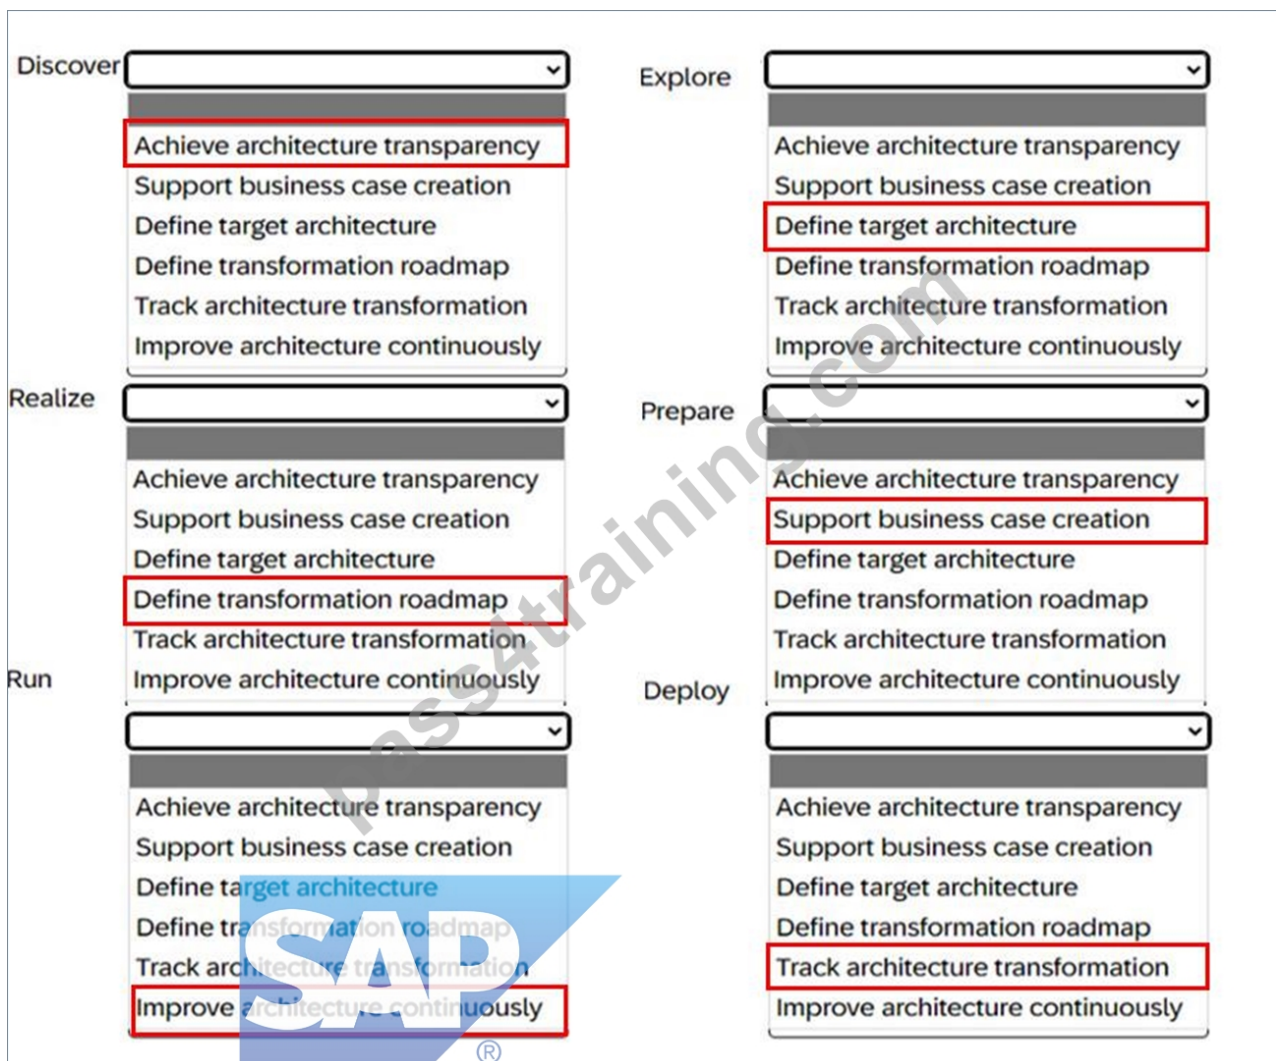 Discover
Achieve architecture transparency
Support business case creation
Define target architecture
Define transformation roadmap
Track architecture transformation
Improve architecture continuously
Explore
Achieve architecture transparency
Support business case creation
Define target architecture
Define transformation roadmap
Track architecture transformation
Improve architecture continuously
Realize
Achieve architecture transparency
Support business case creation
Define target architecture
Define transformation roadmap
Track architecture transformation
Improve architecture continuously
Prepare
Achieve architecture transparency
Support business case creation
Define target architecture
Define transformation roadmap
Track architecture transformation
Improve architecture continuously
Run
Achieve architecture transparency
Support business case creation
Define target architecture
Define transformation roadmap
Track architecture transformation
Improve architecture continuously
Deploy
Achieve architecture transparency
Support business case creation
Define target architecture
Define transformation roadmap
Track architecture transformation
Improve architecture continuously
pass4training.com
SAP
®